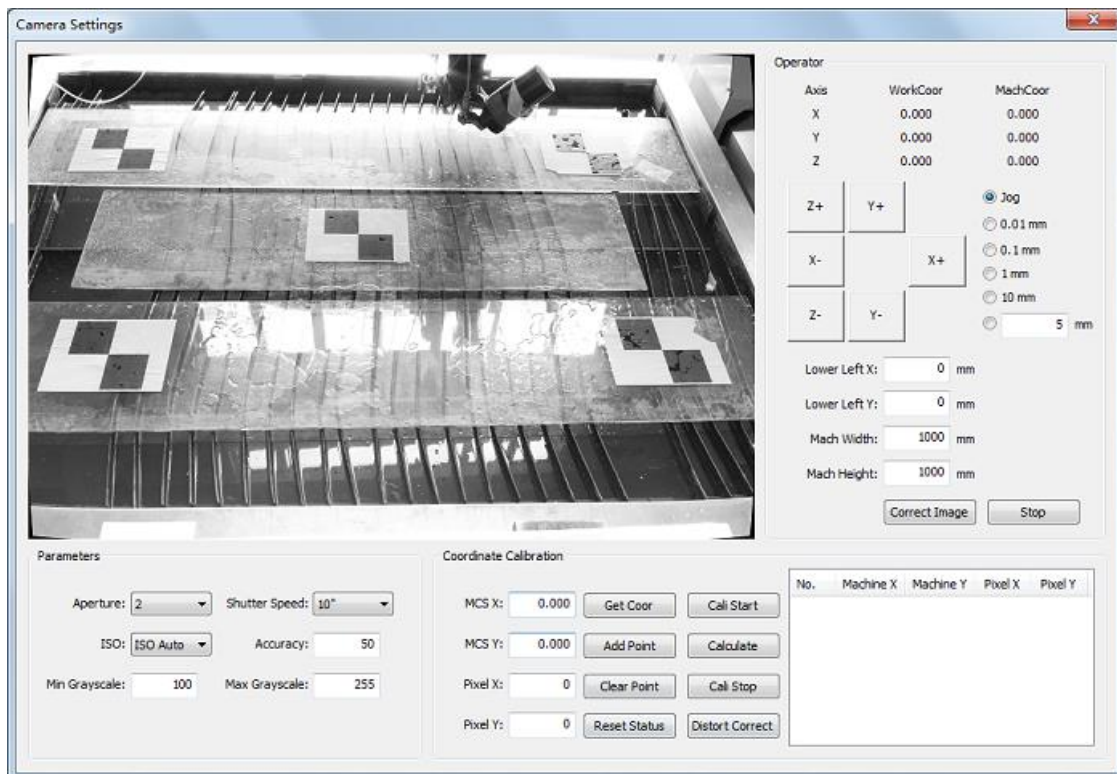 Camera Settings
Operator
Axis WorkCoor MachCoor
X 0.000 0.000
Y 0.000 0.000
Z 0.000 0.000
Z+ Y+
X- X+
Z- Y-
Jog
0.01 mm
0.1 mm
1 mm
10 mm
5 mm
Lower Left X: 0 mm
Lower Left Y: 0 mm
Mach Width: 1000 mm
Mach Height: 1000 mm
Correct Image Stop
Parameters
Aperture: 2 Shutter Speed: 10"
ISO: ISO Auto Accuracy: 50
Min Grayscale: 100 Max Grayscale: 255
Coordinate Calibration
MCS X: 0.000 Get Coor Cali Start
MCS Y: 0.000 Add Point Calculate
Pixel X: 0 Clear Point Cali Stop
Pixel Y: 0 Reset Status Distort Correct
No. Machine X Machine Y Pixel X Pixel Y